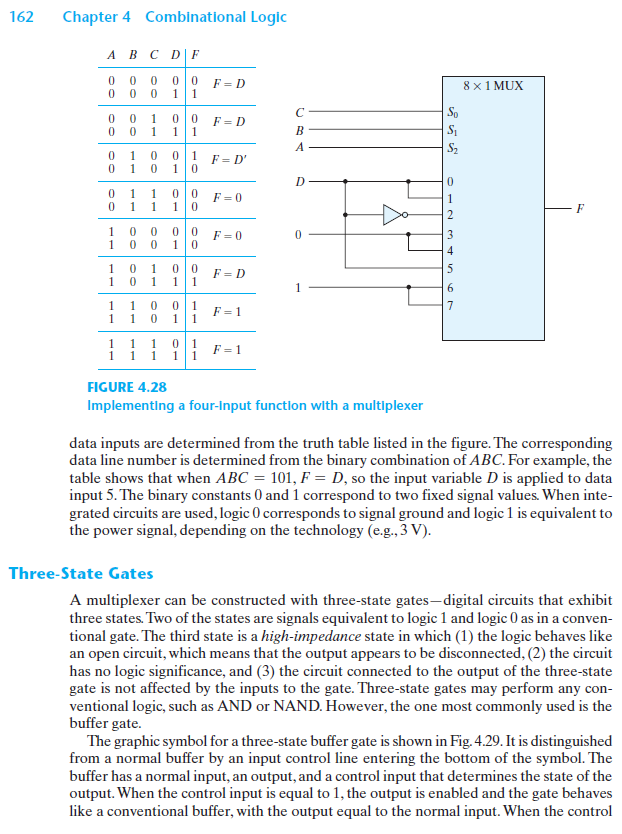 162 Chapter 4 Combinational Logic
A B C D F
0 0 0 0 0 F = D
0 0 0 1 1
0 0 1 0 0 F = D
0 0 1 1 1
0 1 0 0 1 F = D'
0 1 0 1 0
0 1 1 0 0 F = 0
0 1 1 1 0
1 0 0 0 0 F = 0
1 0 0 1 0
1 0 1 0 0 F = D
1 0 1 1 1
1 1 0 0 1 F = 1
1 1 0 1 1
1 1 1 0 1 F = 1
1 1 1 1 1
8 × 1 MUX
C S0
B S1
A S2
D 0
1
2
0 3
4
5
1 6
7
F
FIGURE 4.28
Implementing a four-input function with a multiplexer
data inputs are determined from the truth table listed in the figure. The corresponding
data line number is determined from the binary combination of ABC. For example, the
table shows that when ABC = 101, F = D, so the input variable D is applied to data
input 5. The binary constants 0 and 1 correspond to two fixed signal values. When inte-
grated circuits are used, logic 0 corresponds to signal ground and logic 1 is equivalent to
the power signal, depending on the technology (e.g., 3 V).
Three-State Gates
A multiplexer can be constructed with three-state gates—digital circuits that exhibit
three states. Two of the states are signals equivalent to logic 1 and logic 0 as in a conven-
tional gate. The third state is a high-impedance state in which (1) the logic behaves like
an open circuit, which means that the output appears to be disconnected, (2) the circuit
has no logic significance, and (3) the circuit connected to the output of the three-state
gate is not affected by the inputs to the gate. Three-state gates may perform any con-
ventional logic, such as AND or NAND. However, the one most commonly used is the
buffer gate.
The graphic symbol for a three-state buffer gate is shown in Fig. 4.29. It is distinguished
from a normal buffer by an input control line entering the bottom of the symbol. The
buffer has a normal input, an output, and a control input that determines the state of the
output. When the control input is equal to 1, the output is enabled and the gate behaves
like a conventional buffer, with the output equal to the normal input. When the control